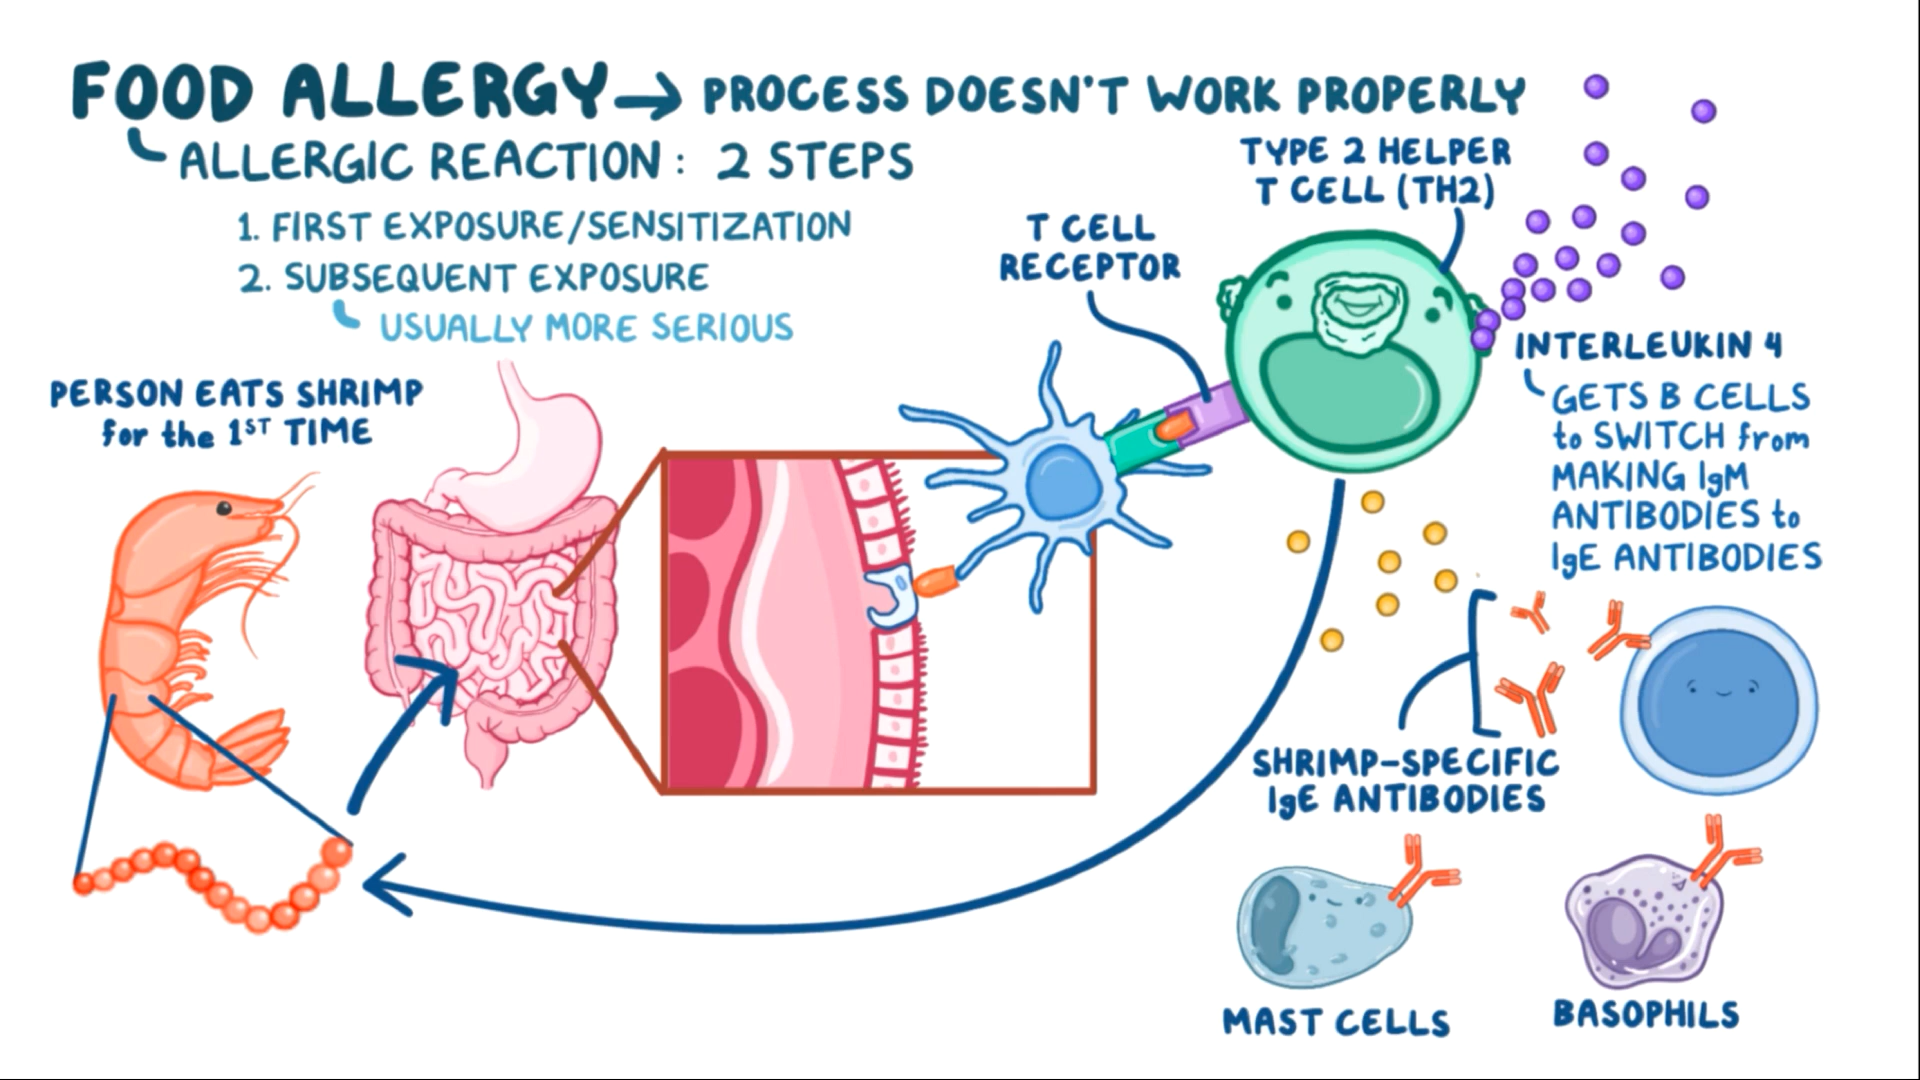 FOOD ALLERGY → PROCESS DOESN'T WORK PROPERLY
ALLERGIC REACTION: 2 STEPS
1. FIRST EXPOSURE/SENSITIZATION
2. SUBSEQUENT EXPOSURE
USUALLY MORE SERIOUS
PERSON EATS SHRIMP
for the 1ST TIME
T CELL
RECEPTOR
TYPE 2 HELPER
T CELL (TH2)
INTERLEUKIN 4
GETS B CELLS
to SWITCH from
MAKING IgM
ANTIBODIES to
IgE ANTIBODIES
SHRIMP-SPECIFIC
IgE ANTIBODIES
MAST CELLS
BASOPHILS